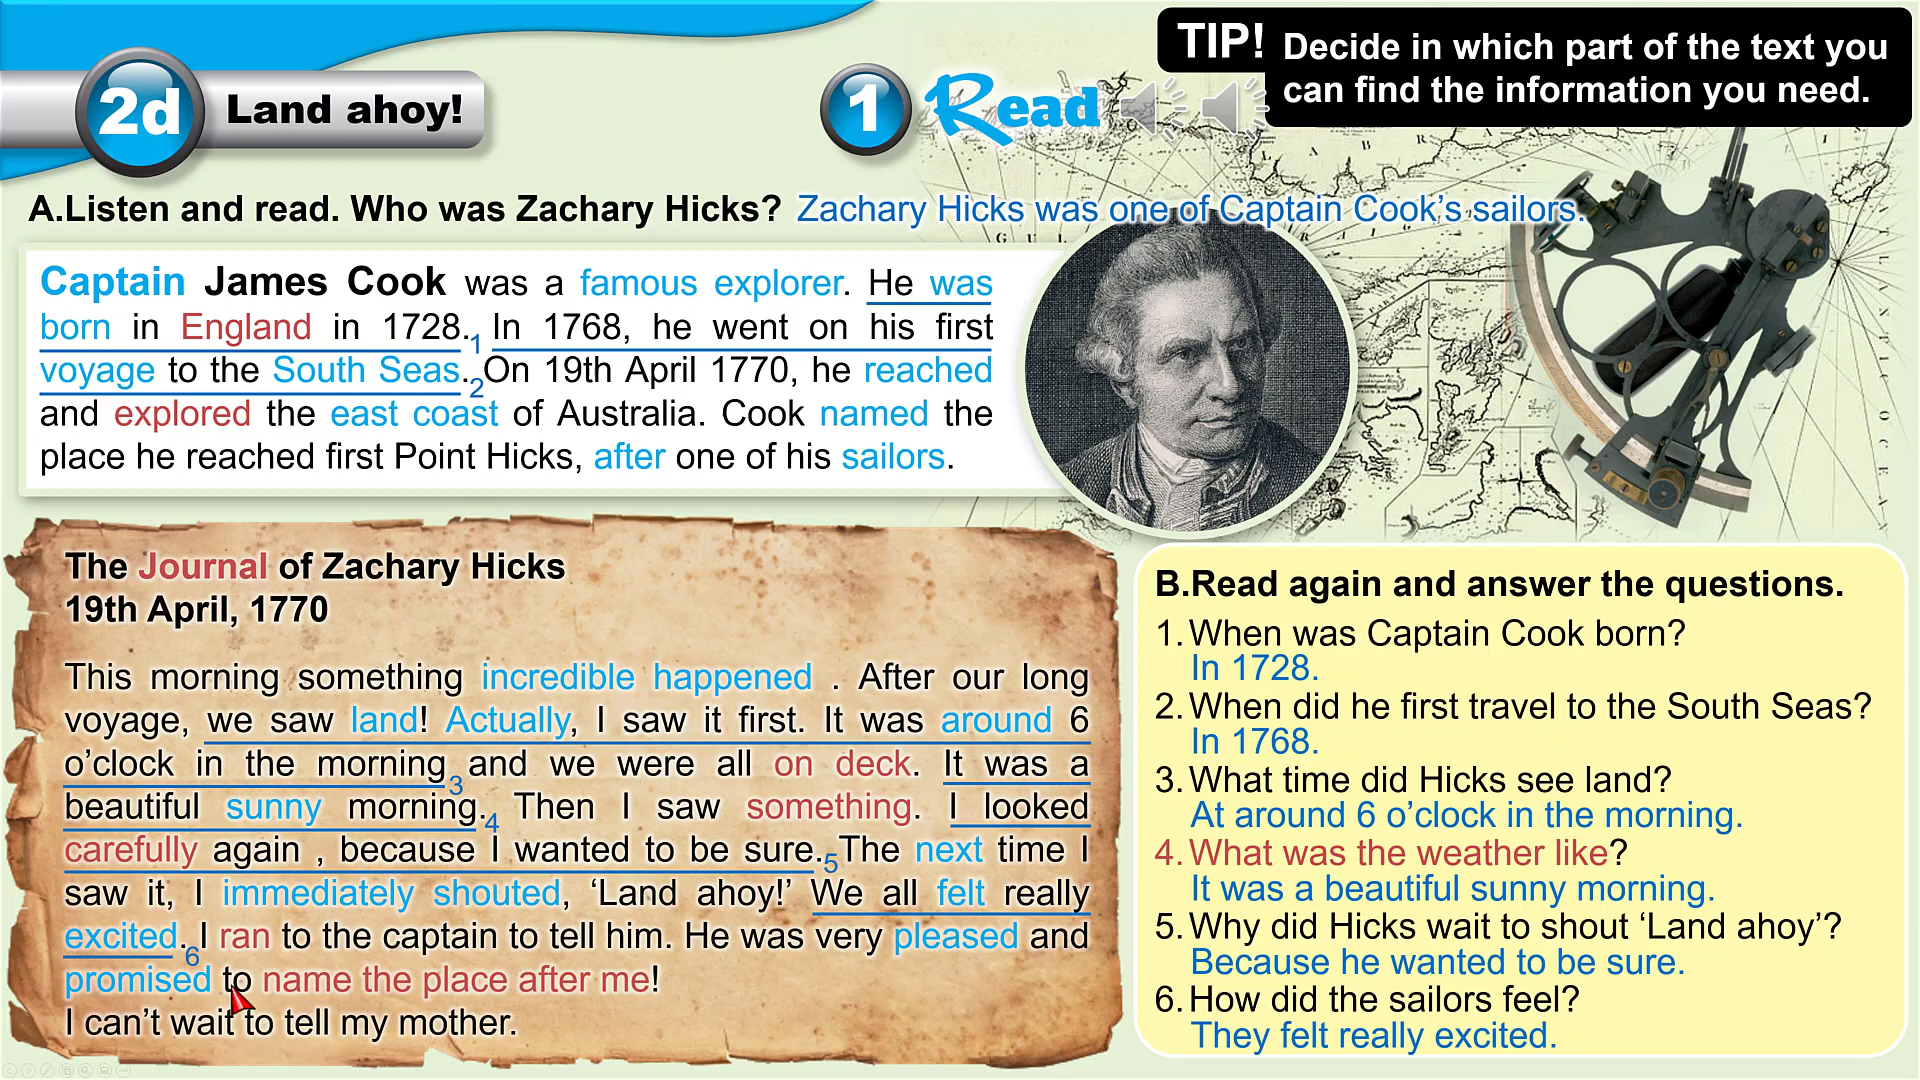 2d Land ahoy!
1 Read
TIP! Decide in which part of the text you
can find the information you need.
A.Listen and read. Who was Zachary Hicks? Zachary Hicks was one of Captain Cook’s sailors.
Captain James Cook was a famous explorer. He was
born in England in 1728. 1 In 1768, he went on his first
voyage to the South Seas. 2 On 19th April 1770, he reached
and explored the east coast of Australia. Cook named the
place he reached first Point Hicks, after one of his sailors.
The Journal of Zachary Hicks
19th April, 1770
This morning something incredible happened . After our long
voyage, we saw land! Actually, I saw it first. It was around 6
o’clock in the morning 3 and we were all on deck. It was a
beautiful sunny morning. 4 Then I saw something. I looked
carefully again , because I wanted to be sure. 5 The next time I
saw it, I immediately shouted, ‘Land ahoy!’ We all felt really
excited. 6 I ran to the captain to tell him. He was very pleased and
promised to name the place after me!
I can’t wait to tell my mother.
B.Read again and answer the questions.
1. When was Captain Cook born?
In 1728.
2. When did he first travel to the South Seas?
In 1768.
3. What time did Hicks see land?
At around 6 o’clock in the morning.
4. What was the weather like?
It was a beautiful sunny morning.
5. Why did Hicks wait to shout ‘Land ahoy’?
Because he wanted to be sure.
6. How did the sailors feel?
They felt really excited.